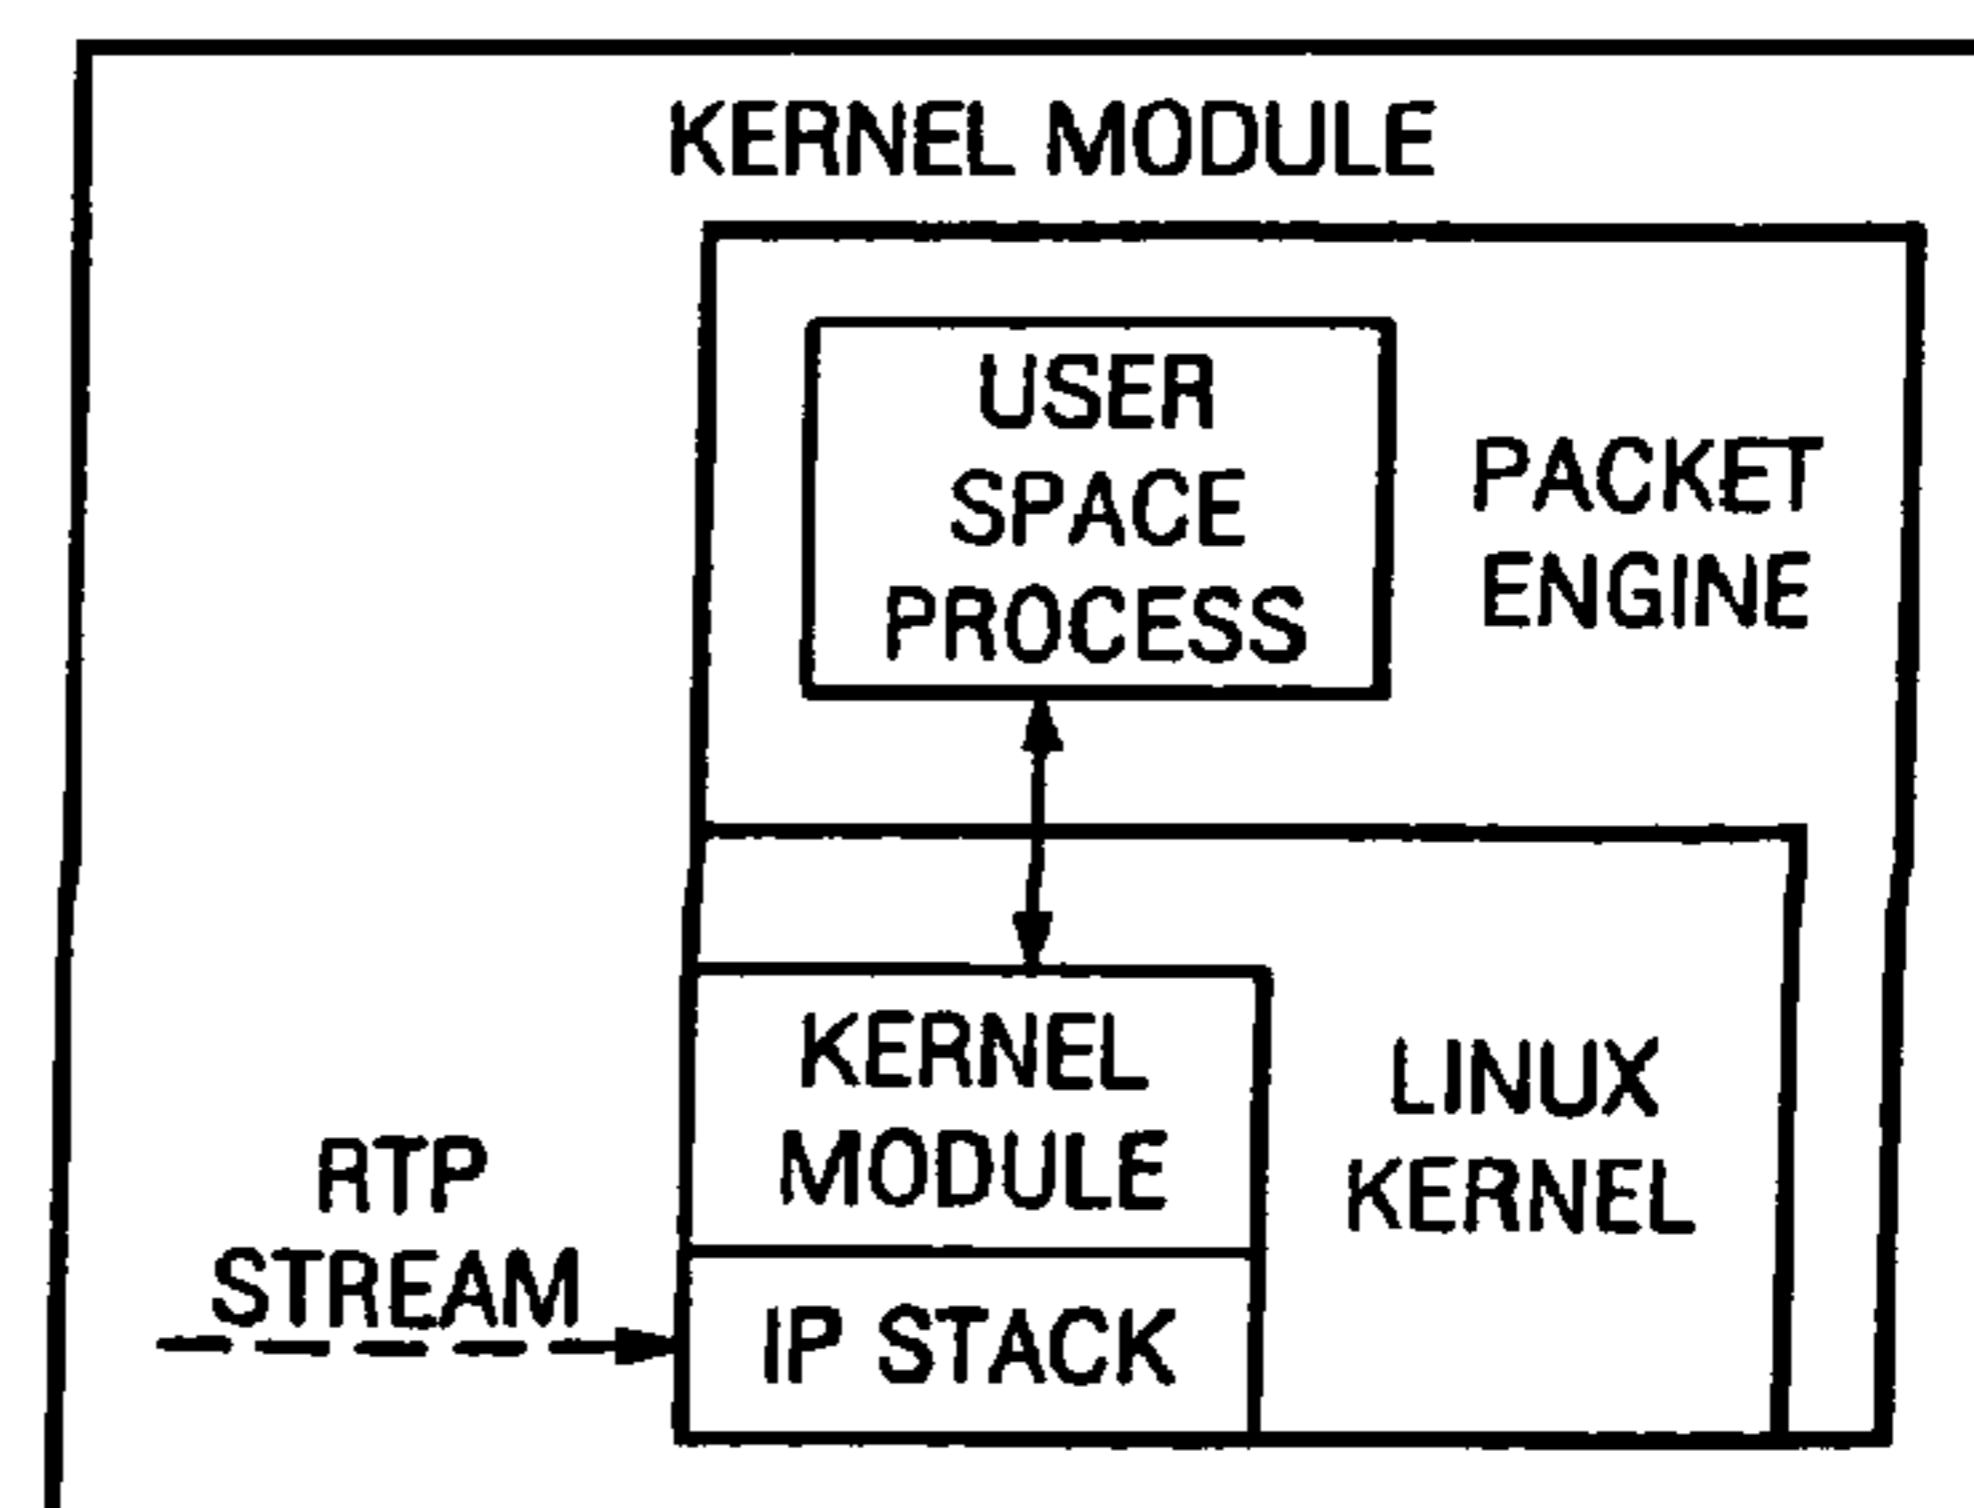 KERNEL MODULE
USER
SPACE
PROCESS
PACKET
ENGINE
KERNEL
MODULE
LINUX
KERNEL
RTP
STREAM
IP STACK